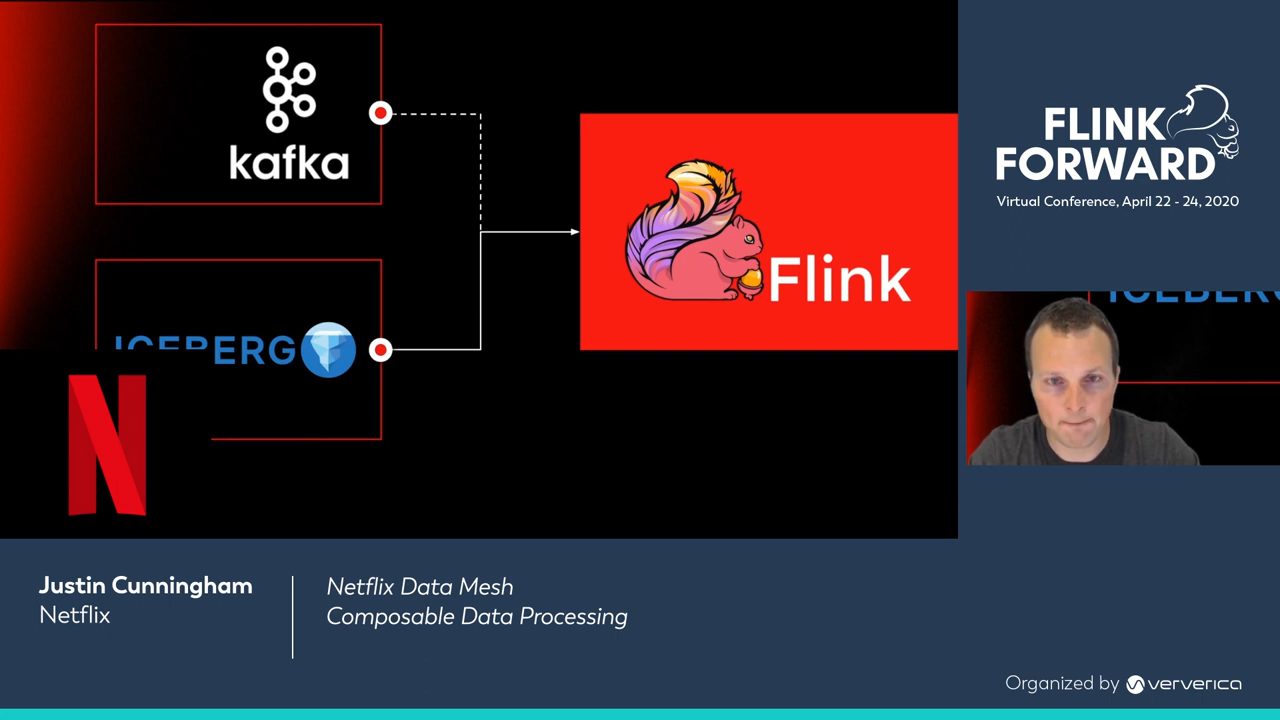 kafka
ICEBERG
Flink
FLINK
FORWARD
Virtual Conference, April 22 - 24, 2020
Justin Cunningham
Netflix
Netflix Data Mesh
Composable Data Processing
Organized by ververica